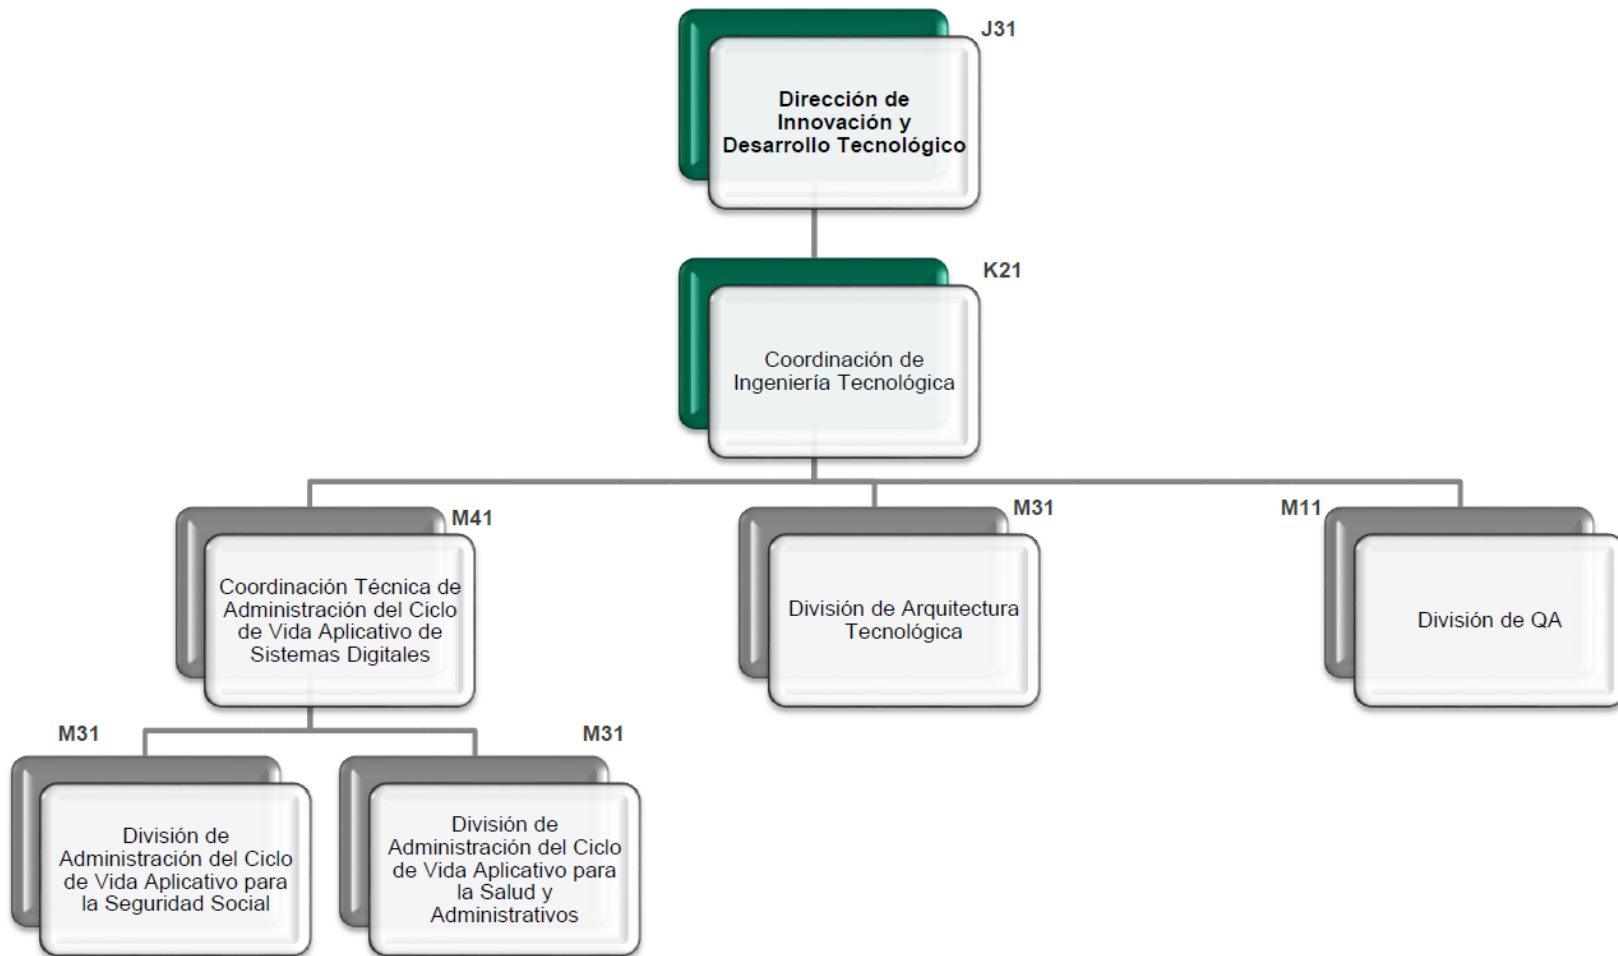 J31
Dirección de
Innovación y
Desarrollo Tecnológico
K21
Coordinación de
Ingeniería Tecnológica
M41
Coordinación Técnica de
Administración del Ciclo
de Vida Aplicativo de
Sistemas Digitales
M31
División de Arquitectura
Tecnológica
M11
División de QA
M31
División de
Administración del Ciclo
de Vida Aplicativo para
la Seguridad Social
M31
División de
Administración del Ciclo
de Vida Aplicativo para
la Salud y
Administrativos